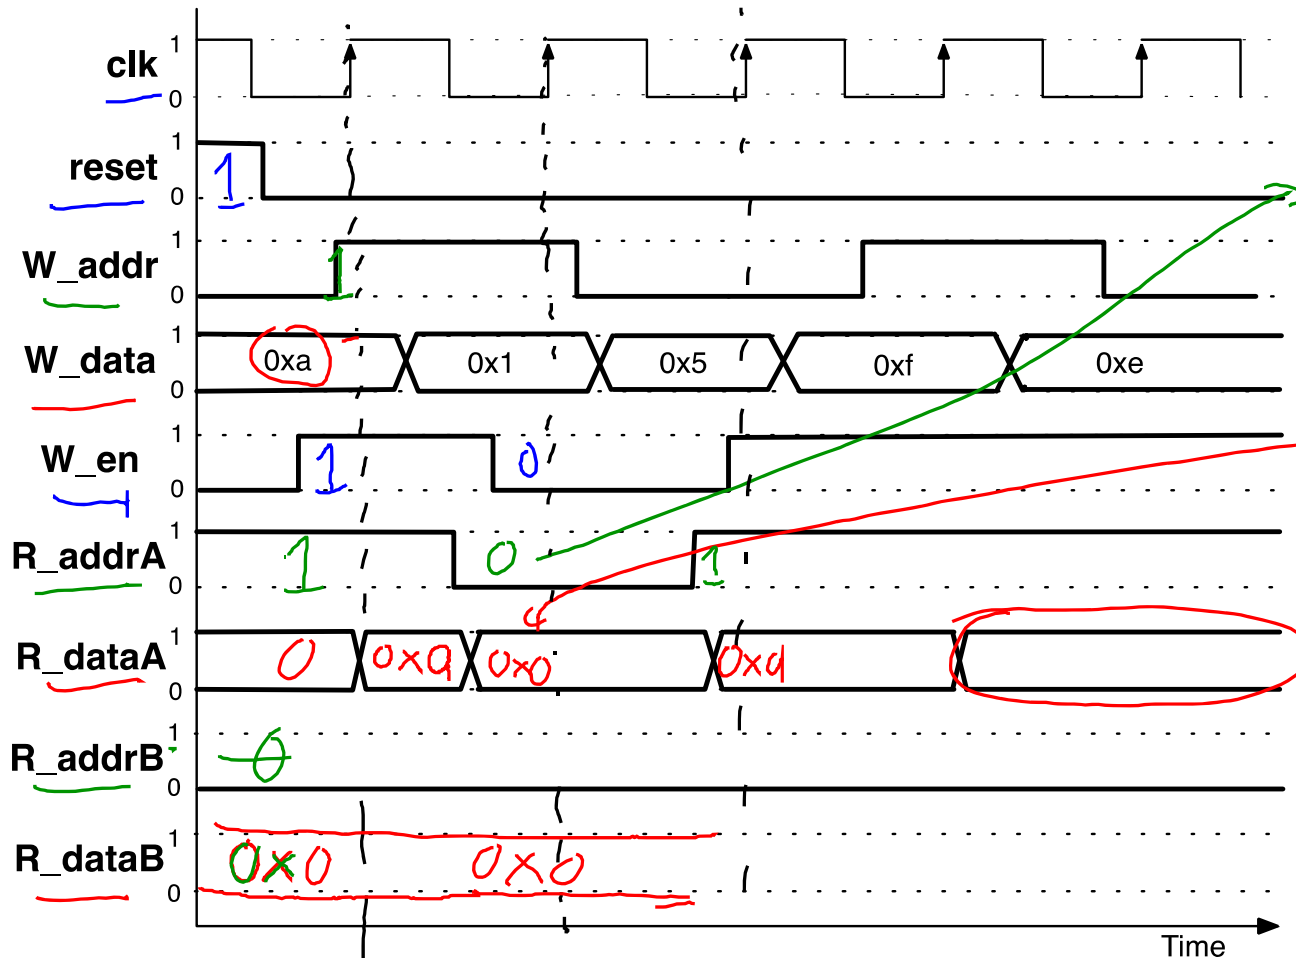 clk 1 0
reset 1 0 1
W_addr 1 0 1
W_data 1 0 0xa 0x1 0x5 0xf 0xe
W_en 1 0 1 0
R_addrA 1 0 1 0 1
R_dataA 1 0 0 0xa 0x0 0xa
R_addrB 1 0 0
R_dataB 1 0 0x0 0x0
Time